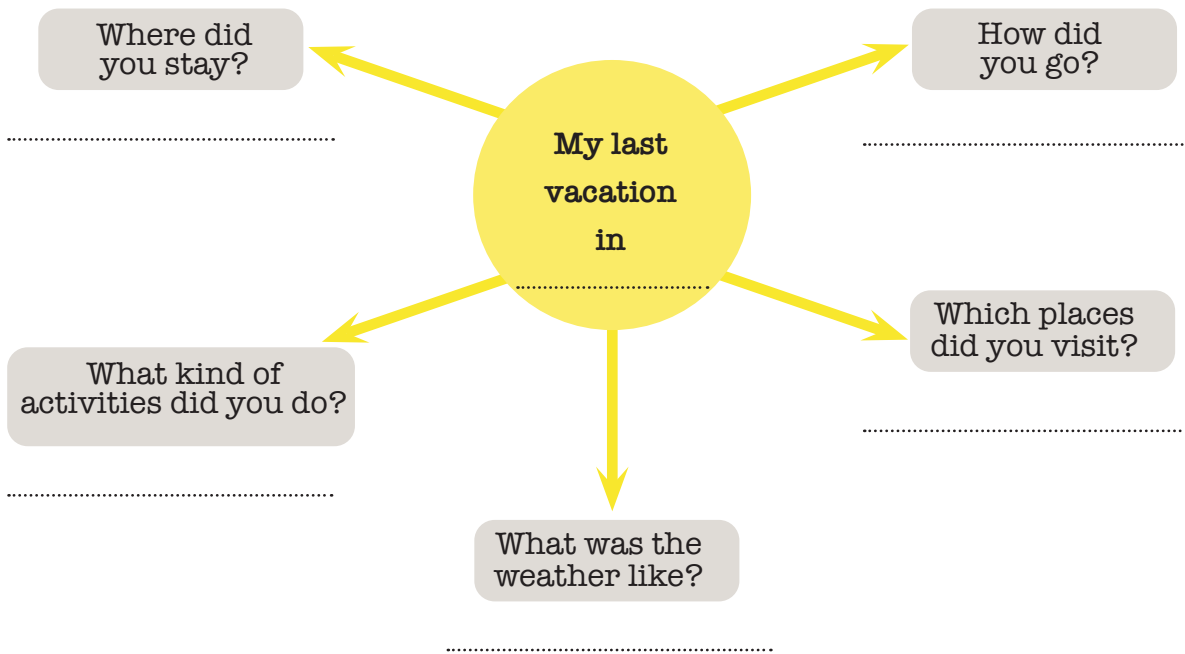 Where did
you stay?
How did
you go?
My last
vacation
in
Which places
did you visit?
What kind of
activities did you do?
What was the
weather like?